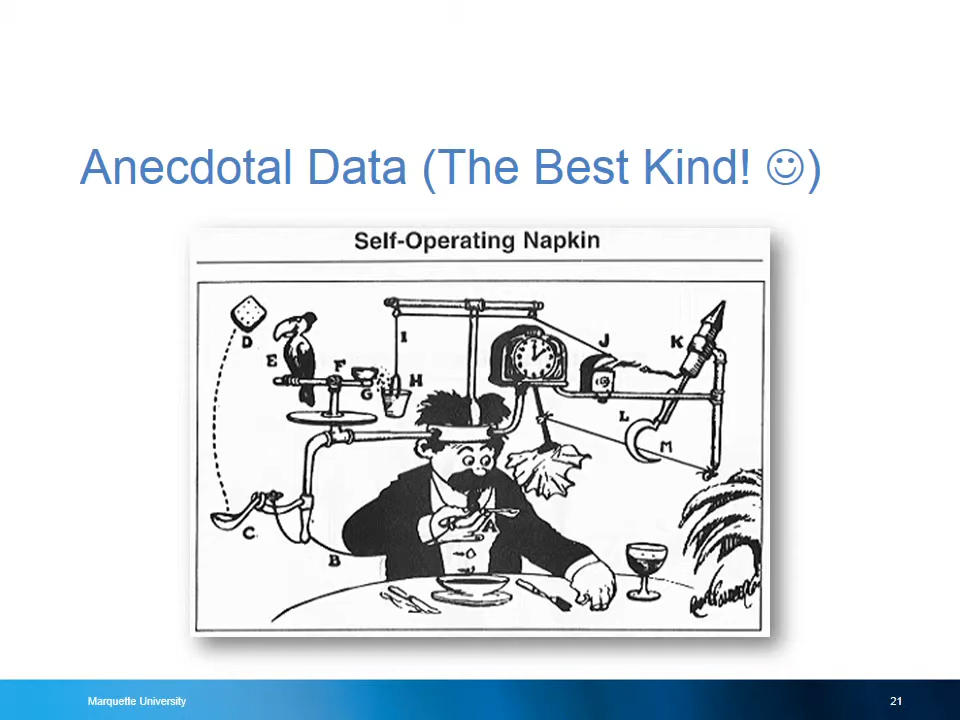 Anecdotal Data (The Best Kind! ☺)
Self-Operating Napkin
D
E
F
G
H
I
J
K
L
M
C
B
A
Marquette University
21